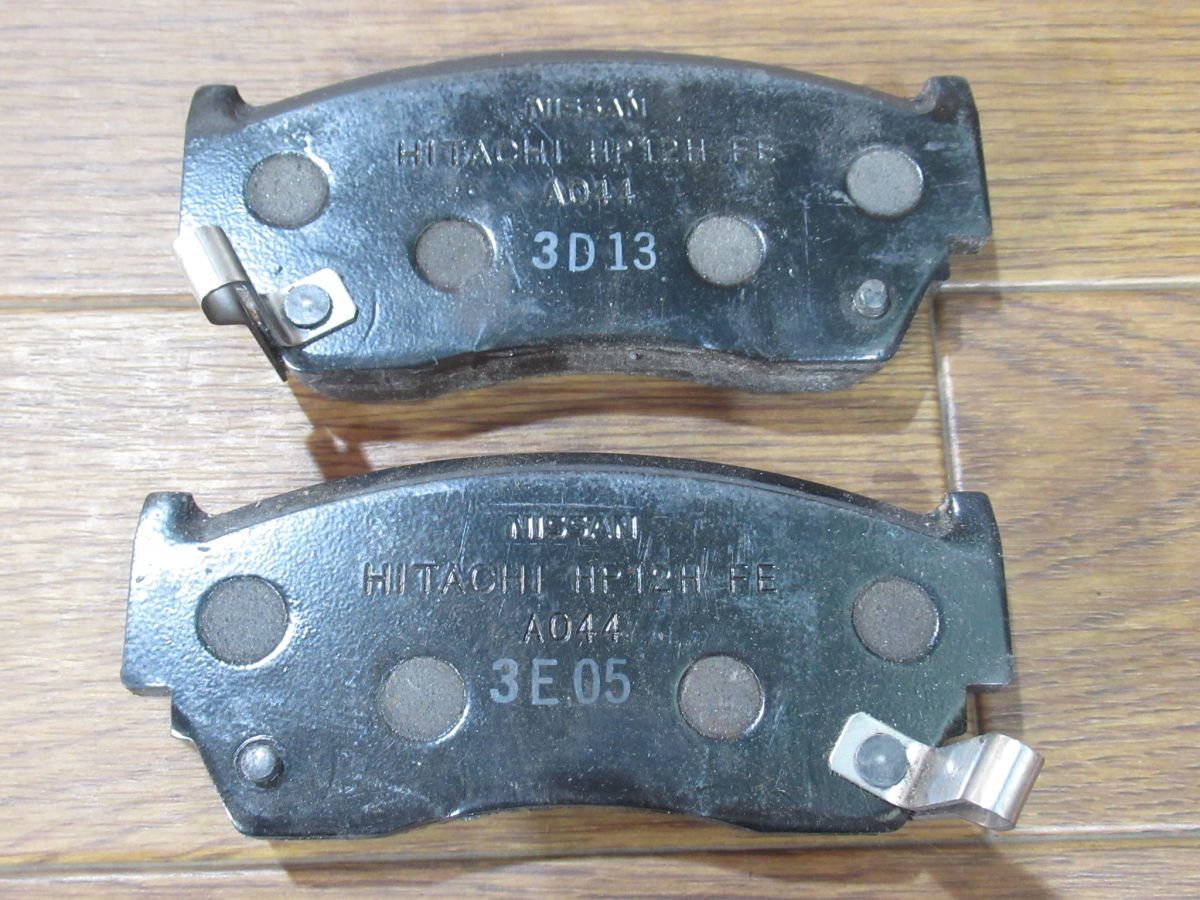 NISSAN
HITACHI HP12H FE
A044
3D13
NISSAN
HITACHI HP12H FE
A044
3E05